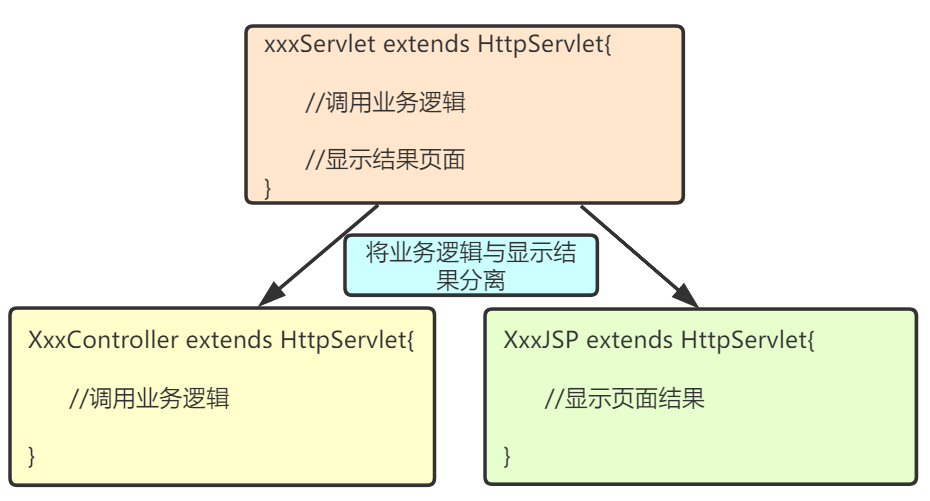 xxxServlet extends HttpServlet{
//调用业务逻辑
//显示结果页面
}
将业务逻辑与显示结
果分离
XxxController extends HttpServlet{
//调用业务逻辑
}
XxxJSP extends HttpServlet{
//显示页面结果
}